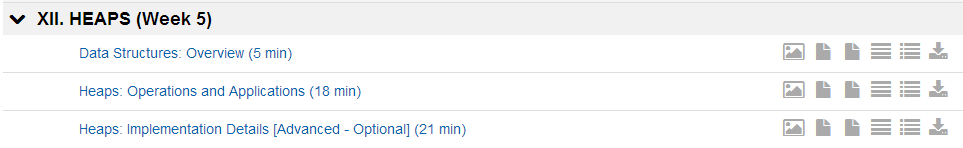 XII. HEAPS (Week 5)
Data Structures: Overview (5 min)
Heaps: Operations and Applications (18 min)
Heaps: Implementation Details [Advanced - Optional] (21 min)